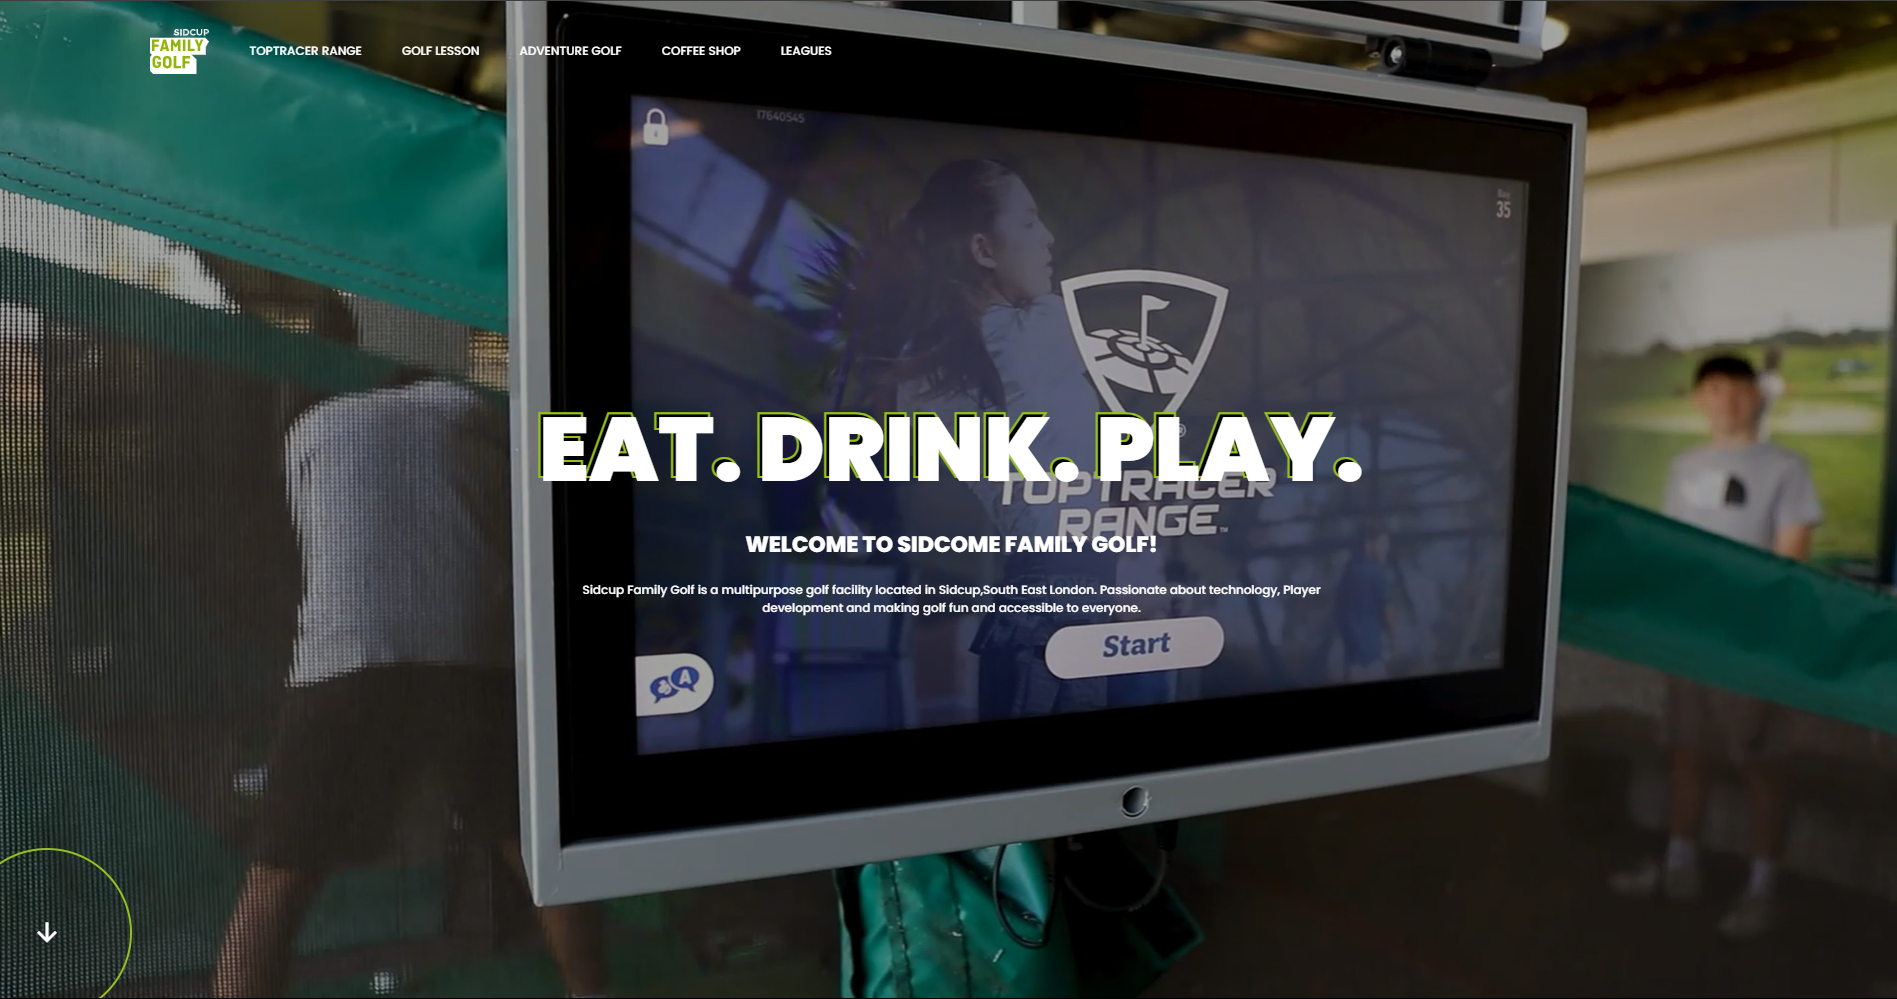 SIDCUP
FAMILY
GOLF
TOPTRACER RANGE
GOLF LESSON
ADVENTURE GOLF
COFFEE SHOP
LEAGUES
17640545
Bay
35
EAT. DRINK. PLAY.
TOPTRACER
RANGE™
WELCOME TO SIDCOME FAMILY GOLF!
Sidcup Family Golf is a multipurpose golf facility located in Sidcup,South East London. Passionate about technology, Player
development and making golf fun and accessible to everyone.
Start
A